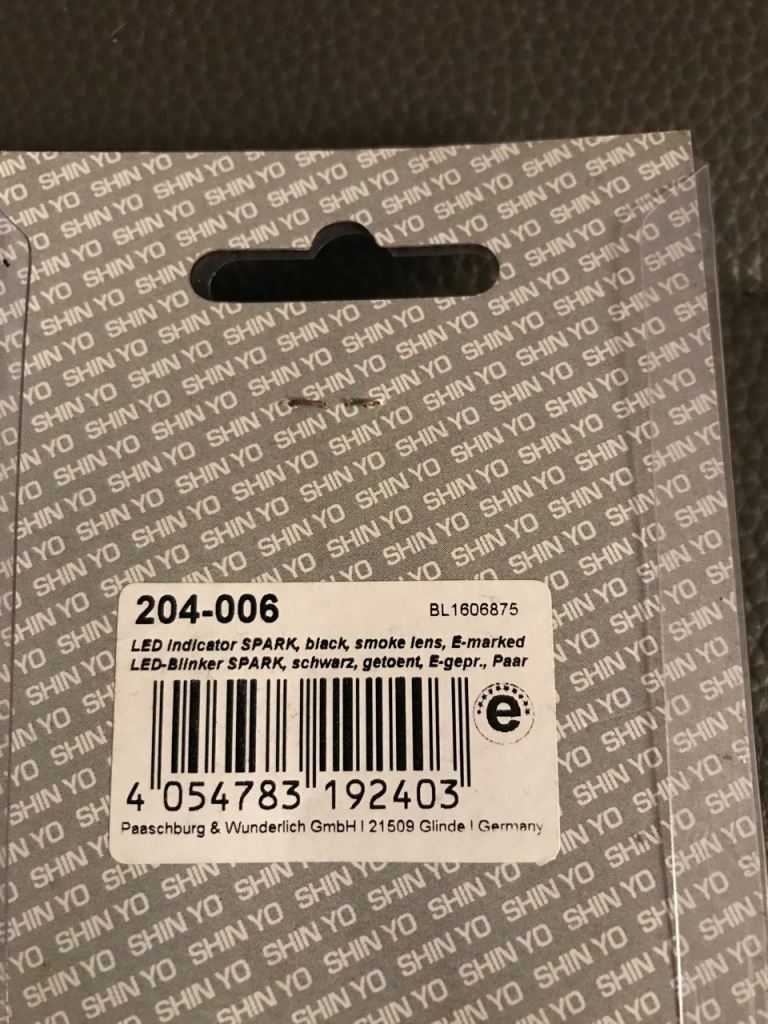 SHIN YO
204-006
BL1606875
LED Indicator SPARK, black, smoke lens, E-marked
LED-Blinker SPARK, schwarz, getoent, E-gepr., Paar
e
4 054783 192403
Paaschburg & Wunderlich GmbH | 21509 Glinde | Germany